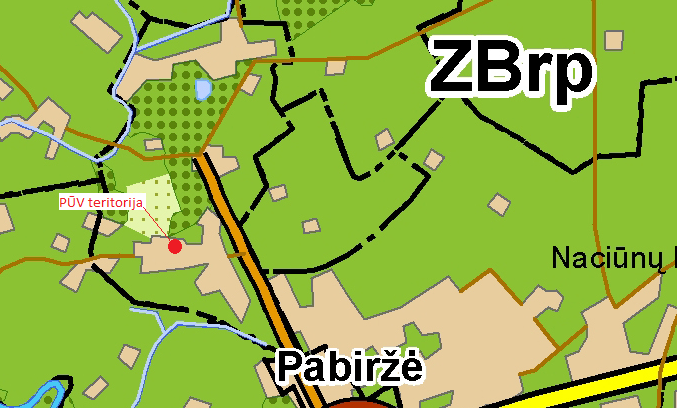 ZBrp
PŪV teritorija
Naciūnų
Pabiržė